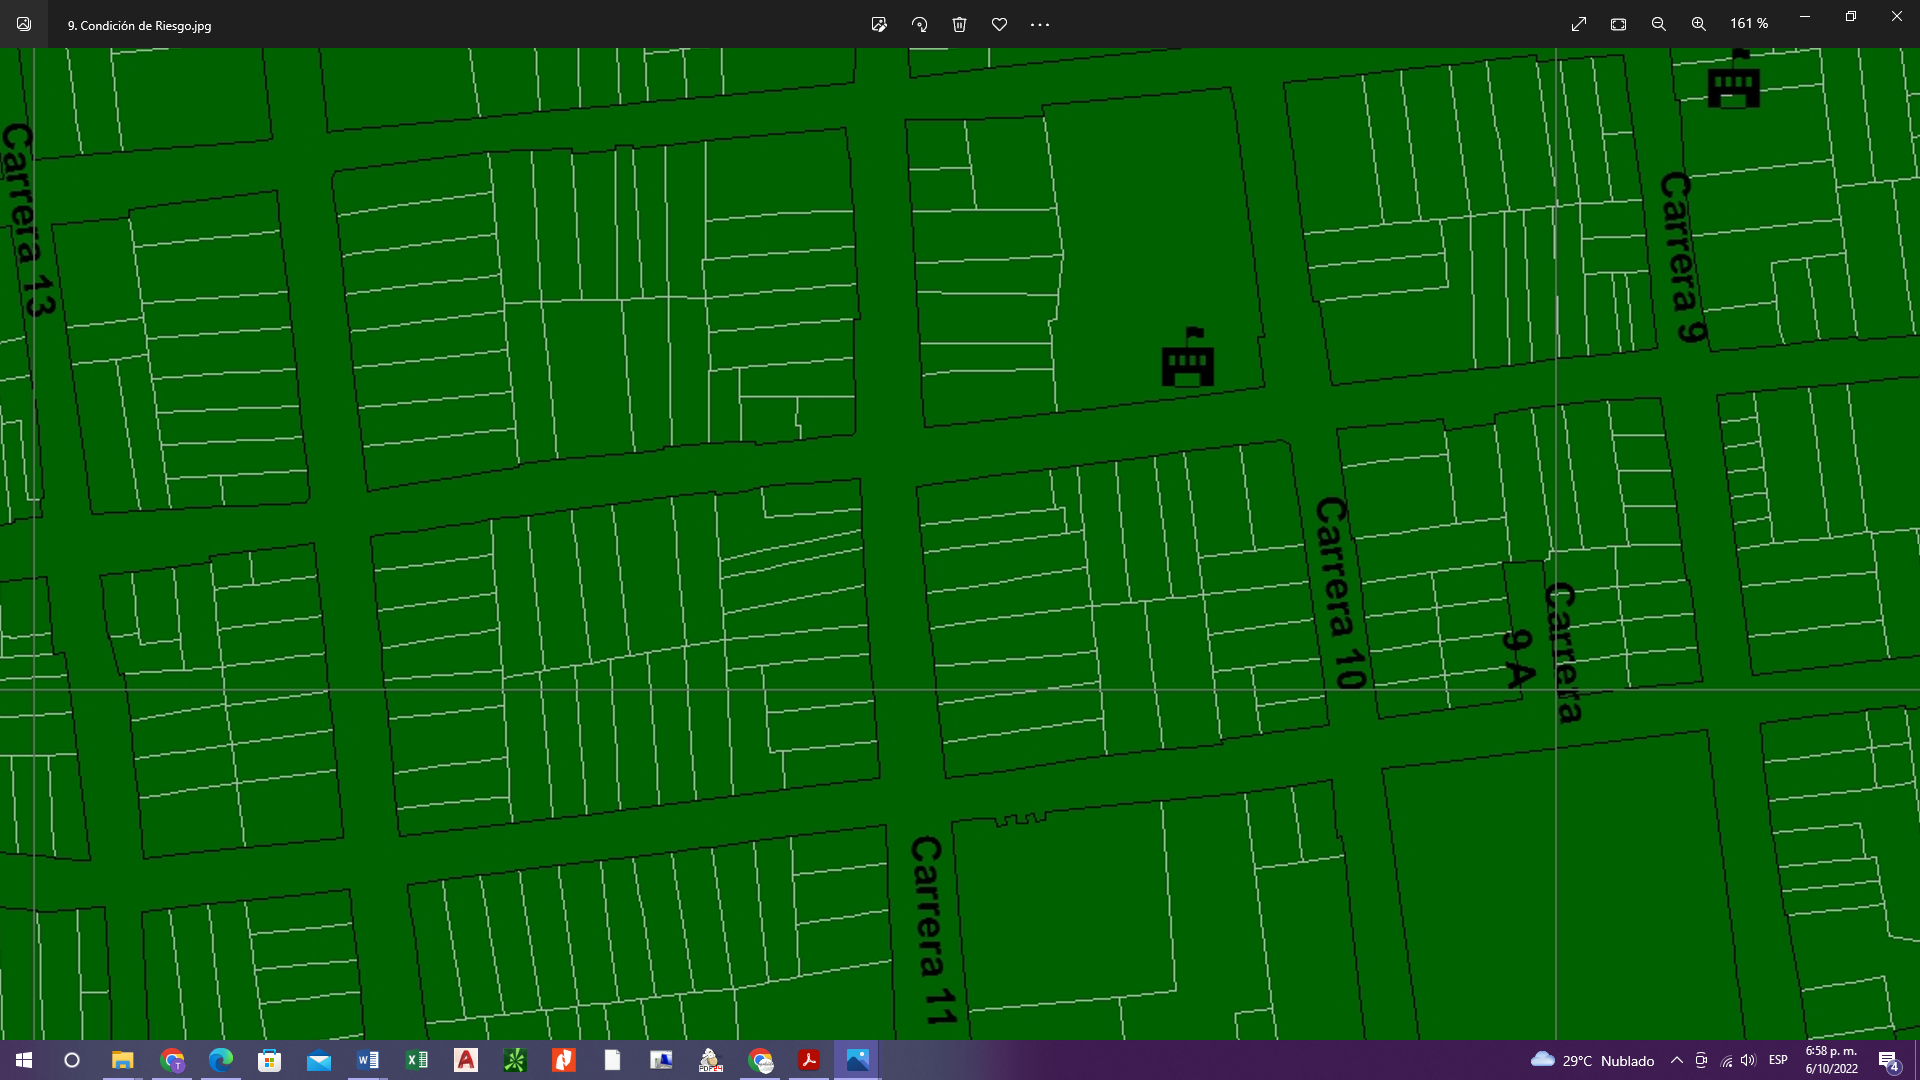 9. Condición de Riesgo.jpg
161 %
Carrera 13
Carrera 9
Carrera 10
Carrera
9 A
Carrera 11
29°C Nublado
ESP
6:58 p. m.
6/10/2022
4